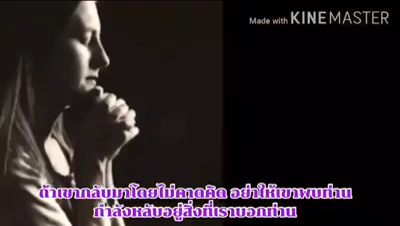 Made with KINEMASTER
ถ้าเขากลับมาโดยไม่คาดคิด อย่าให้เขาพบท่าน
กำลังหลับอยู่สิ่งที่เราบอกท่าน